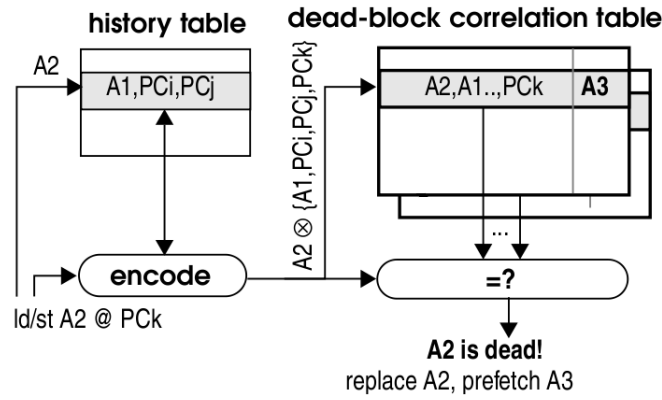 history table
dead-block correlation table
A2
A1,PCi,PCj
A2 ⊗ {A1,PCi,PCj,PCk}
A2,A1..,PCk
A3
...
encode
=?
ld/st A2 @ PCk
A2 is dead!
replace A2, prefetch A3